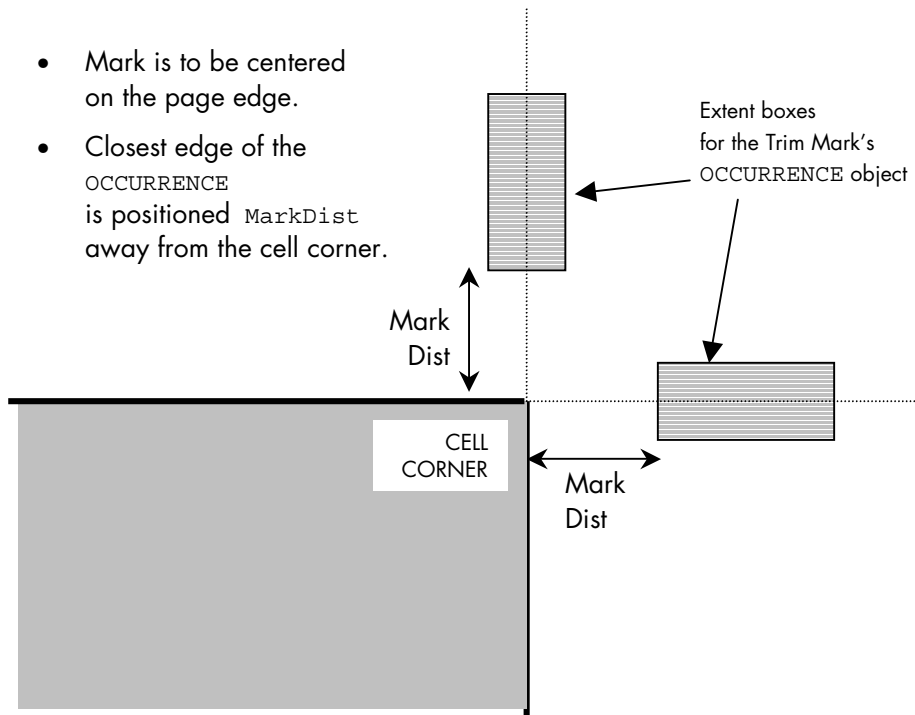 • Mark is to be centered
on the page edge.
• Closest edge of the
OCCURRENCE
is positioned MarkDist
away from the cell corner.
Extent boxes
for the Trim Mark's
OCCURRENCE object
Mark
Dist
CELL
CORNER
Mark
Dist